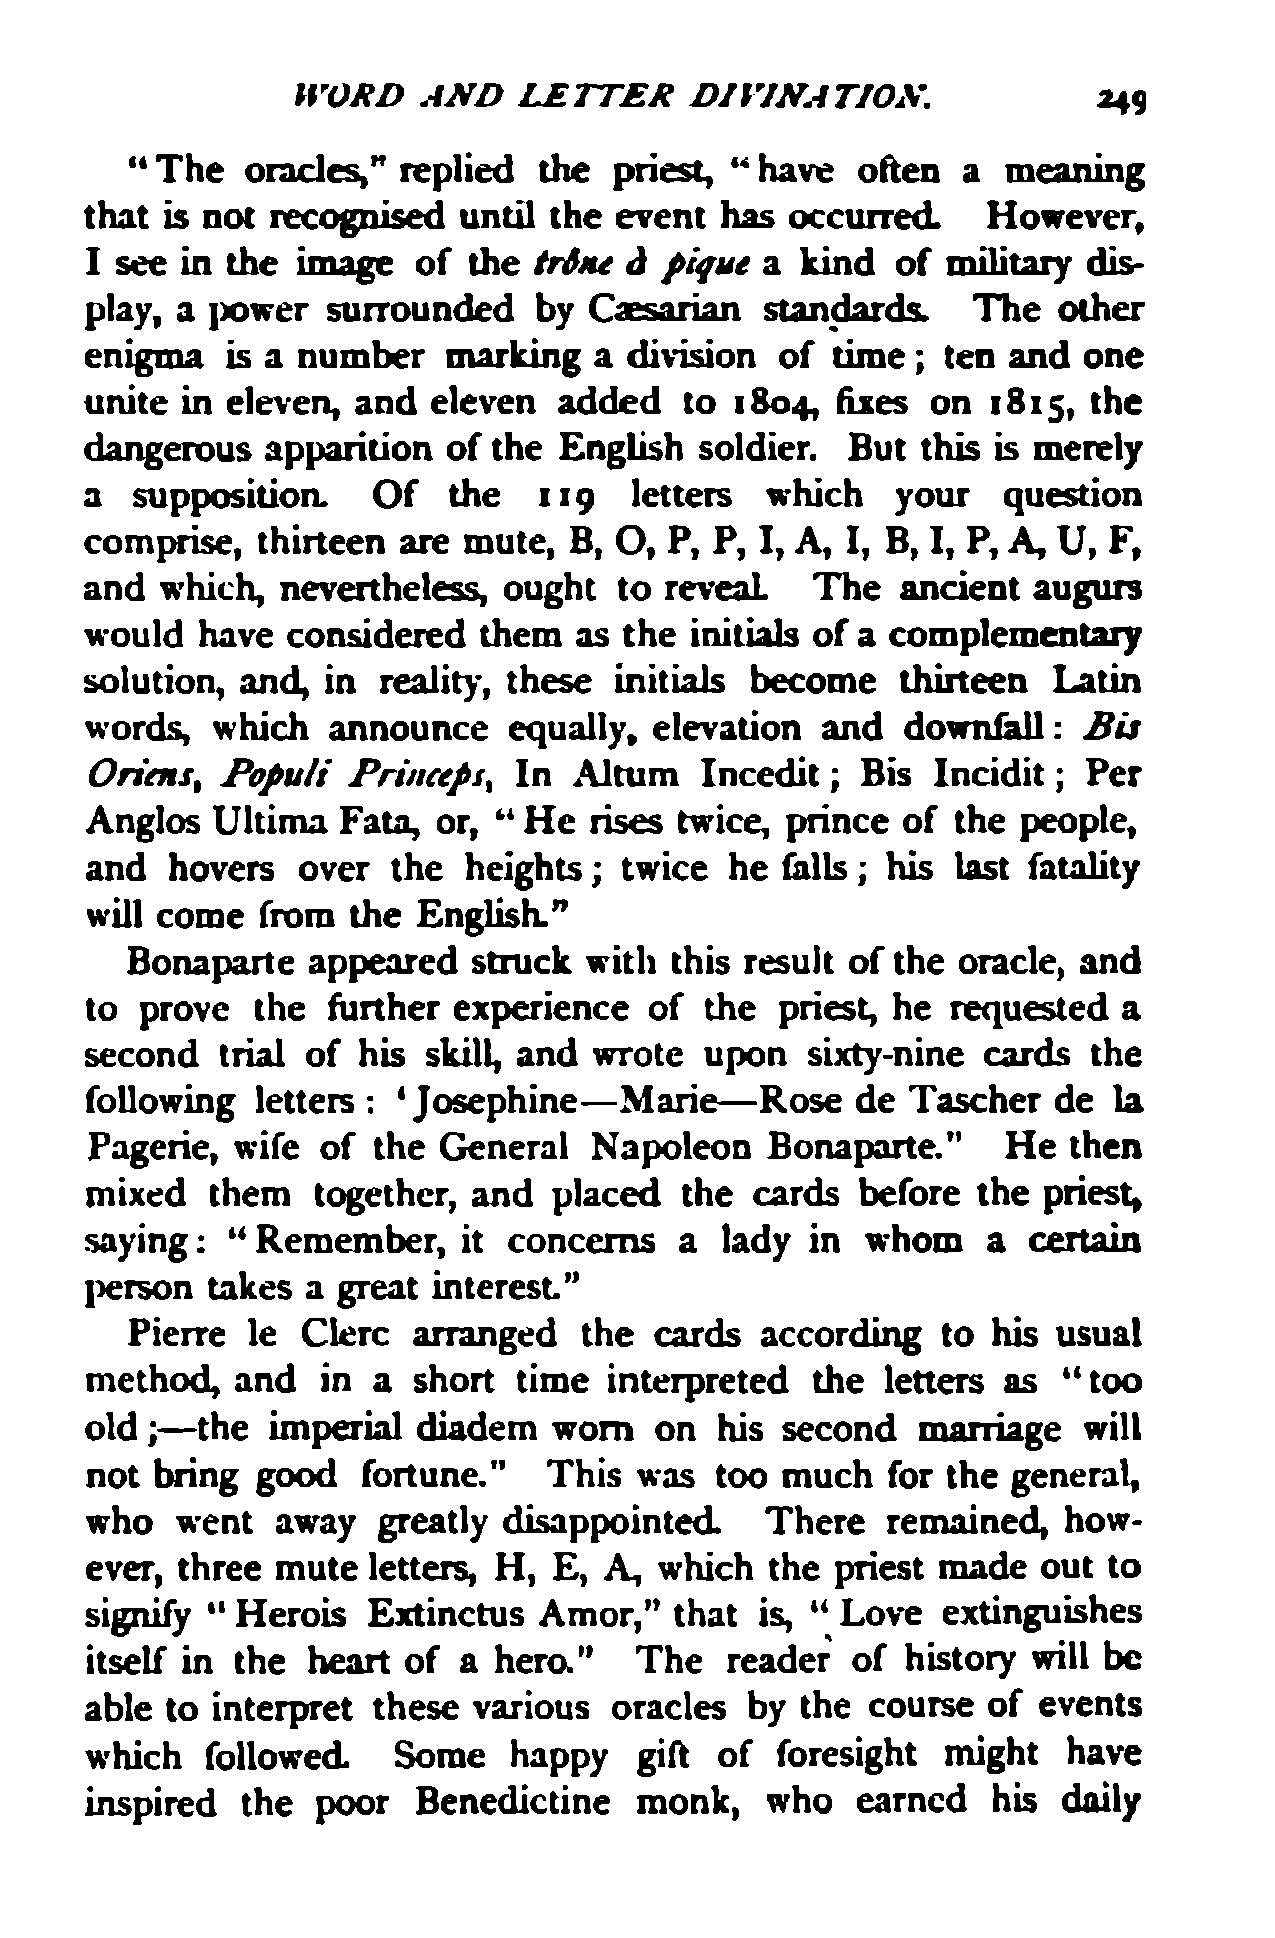 WORD AND LETTER DIVINATION. 249
"The oracles," replied the priest, "have often a meaning
that is not recognised until the event has occurred. However,
I see in the image of the trône à pique a kind of military dis-
play, a power surrounded by Cæsarian standards. The other
enigma is a number marking a division of time; ten and one
unite in eleven, and eleven added to 1804, fixes on 1815, the
dangerous apparition of the English soldier. But this is merely
a supposition. Of the 119 letters which your question
comprise, thirteen are mute, B, O, P, P, I, A, I, B, I, P, A, U, F,
and which, nevertheless, ought to reveal. The ancient augurs
would have considered them as the initials of a complementary
solution, and, in reality, these initials become thirteen Latin
words, which announce equally, elevation and downfall: Bis
Oriens, Populi Princeps, In Altum Incedit; Bis Incidit; Per
Anglos Ultima Fata, or, "He rises twice, prince of the people,
and hovers over the heights; twice he falls; his last fatality
will come from the English."
Bonaparte appeared struck with this result of the oracle, and
to prove the further experience of the priest, he requested a
second trial of his skill, and wrote upon sixty-nine cards the
following letters: 'Josephine—Marie—Rose de Tascher de la
Pagerie, wife of the General Napoleon Bonaparte." He then
mixed them together, and placed the cards before the priest,
saying: "Remember, it concerns a lady in whom a certain
person takes a great interest."
Pierre le Clerc arranged the cards according to his usual
method, and in a short time interpreted the letters as "too
old;—the imperial diadem worn on his second marriage will
not bring good fortune." This was too much for the general,
who went away greatly disappointed. There remained, how-
ever, three mute letters, H, E, A, which the priest made out to
signify "Herois Extinctus Amor," that is, "Love extinguishes
itself in the heart of a hero." The reader of history will be
able to interpret these various oracles by the course of events
which followed. Some happy gift of foresight might have
inspired the poor Benedictine monk, who earned his daily